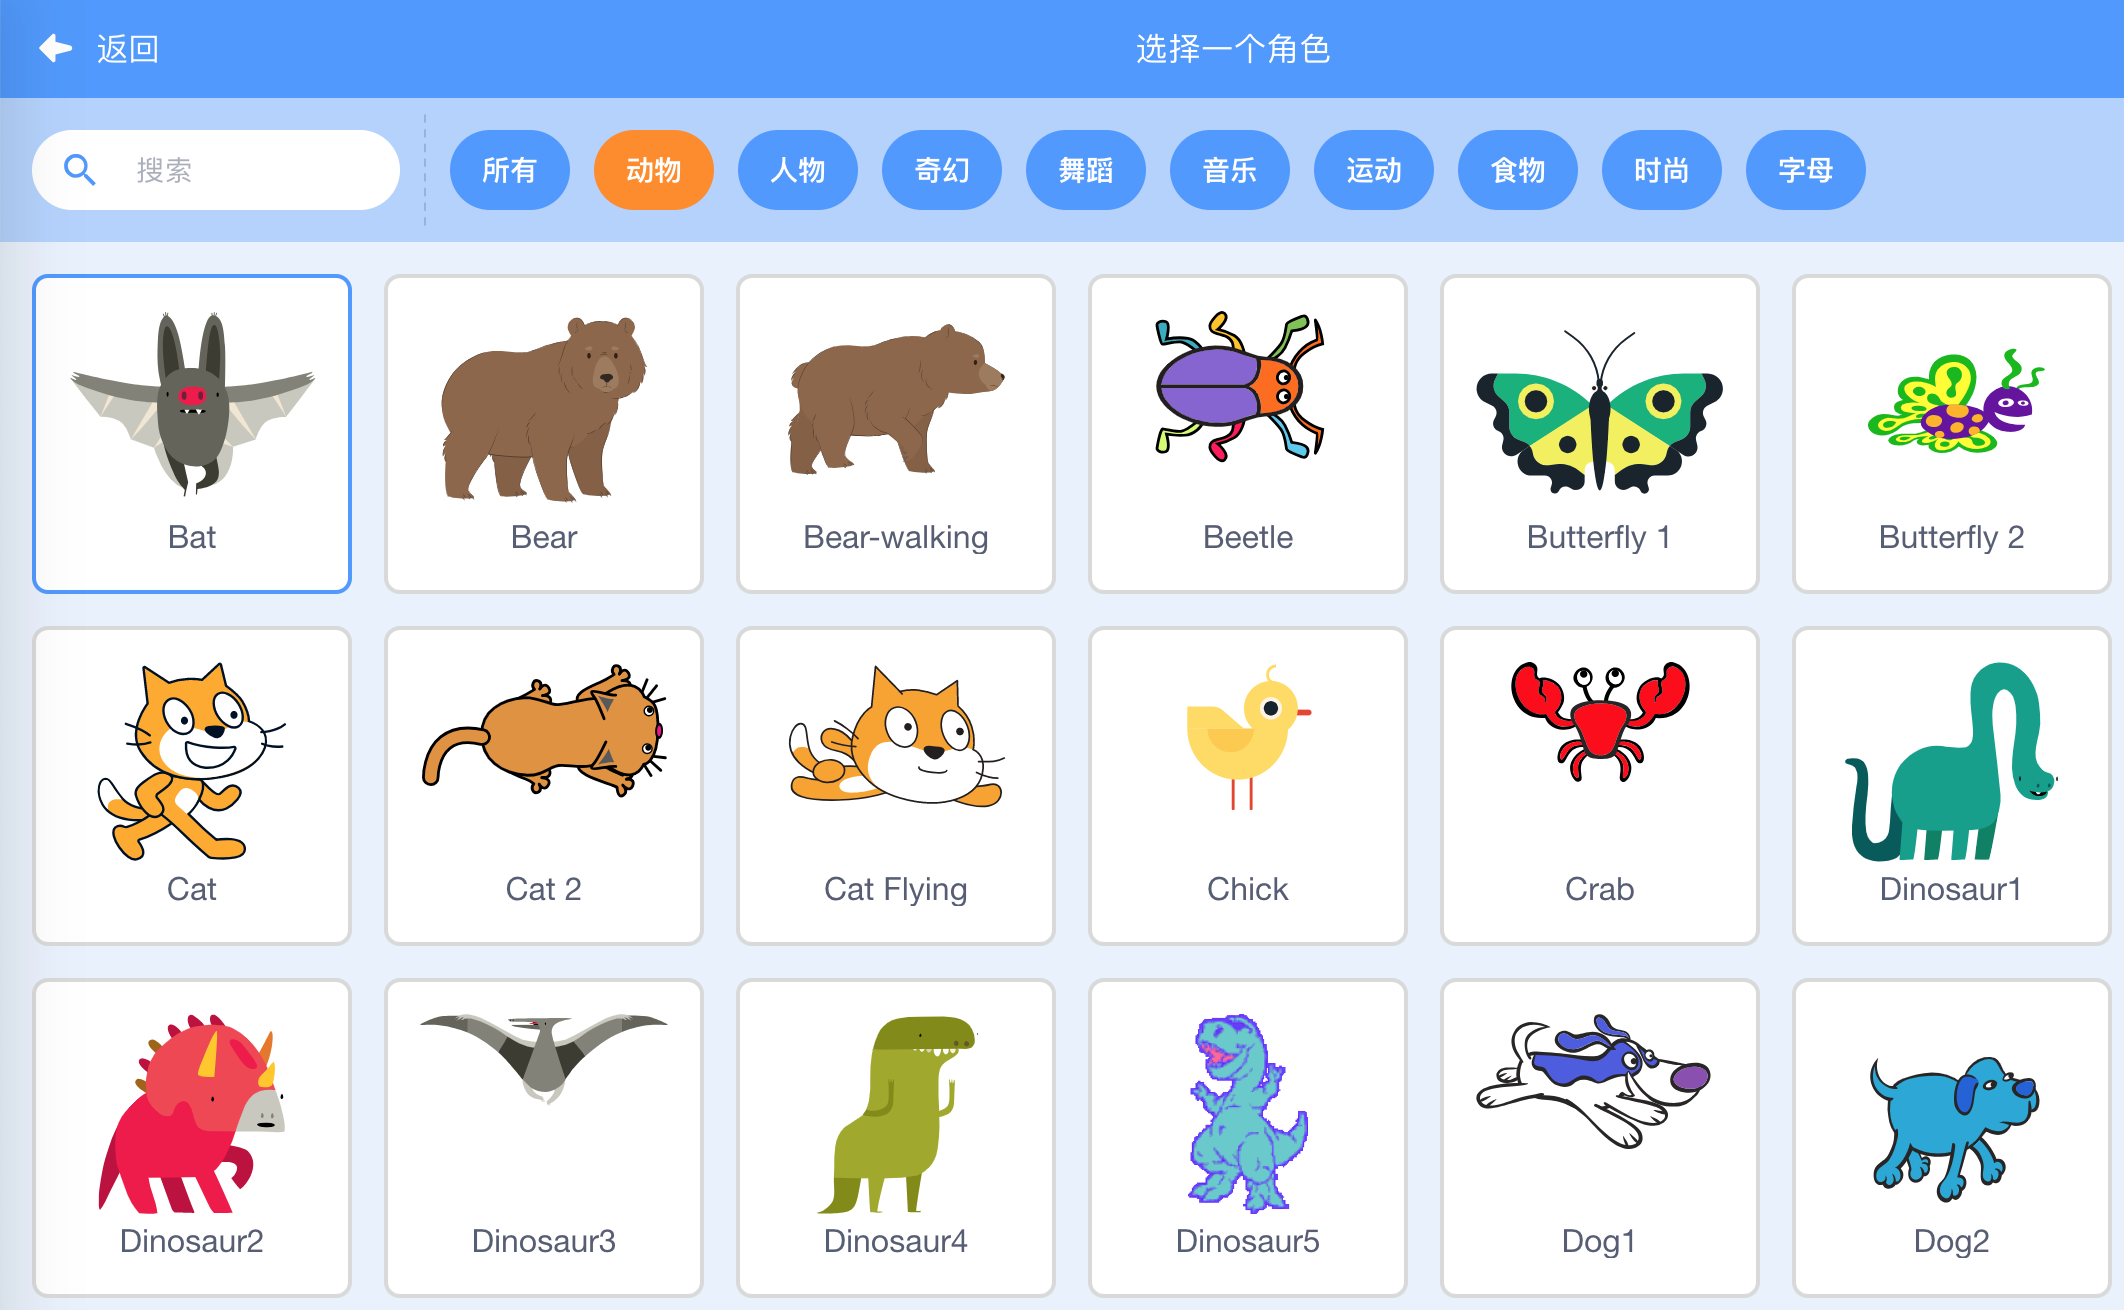 返回
选择一个角色
搜索
所有 动物 人物 奇幻 舞蹈 音乐 运动 食物 时尚 字母
Bat Bear Bear-walking Beetle Butterfly 1 Butterfly 2
Cat Cat 2 Cat Flying Chick Crab Dinosaur1
Dinosaur2 Dinosaur3 Dinosaur4 Dinosaur5 Dog1 Dog2